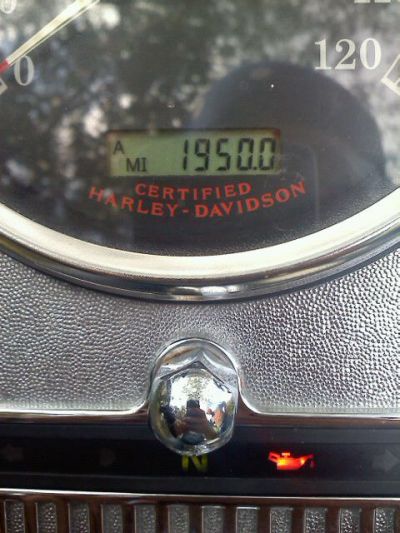 0
120
A
MI 1950.0
CERTIFIED
HARLEY-DAVIDSON
N